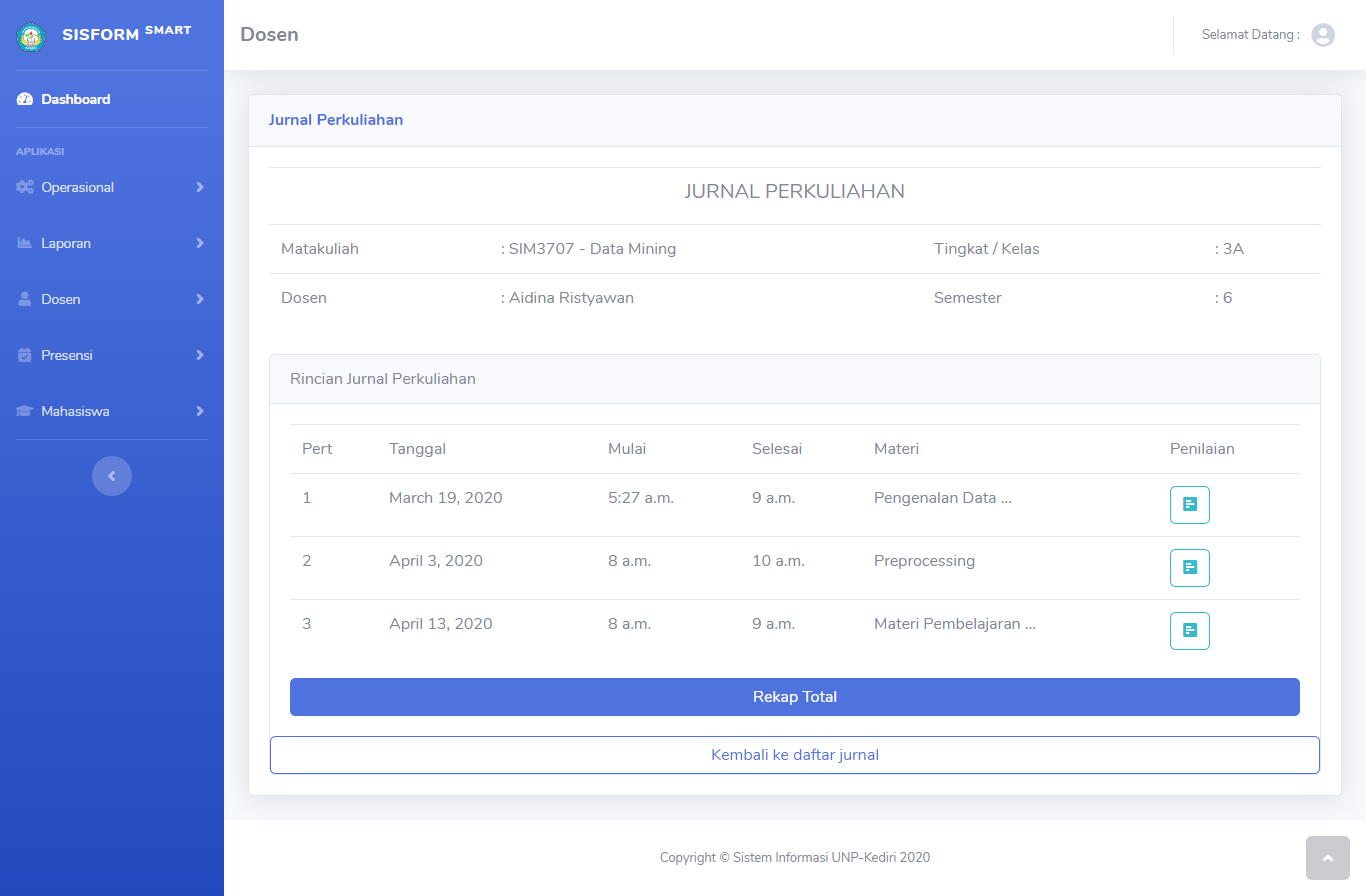 SISFORM SMART
Dosen
Selamat Datang :
Dashboard
APLIKASI
Operasional
Laporan
Dosen
Presensi
Mahasiswa
Jurnal Perkuliahan
JURNAL PERKULIAHAN
Matakuliah : SIM3707 - Data Mining Tingkat / Kelas : 3A
Dosen : Aidina Ristyawan Semester : 6
Rincian Jurnal Perkuliahan
Pert Tanggal Mulai Selesai Materi Penilaian
1 March 19, 2020 5:27 a.m. 9 a.m. Pengenalan Data ...
2 April 3, 2020 8 a.m. 10 a.m. Preprocessing
3 April 13, 2020 8 a.m. 9 a.m. Materi Pembelajaran ...
Rekap Total
Kembali ke daftar jurnal
Copyright © Sistem Informasi UNP-Kediri 2020